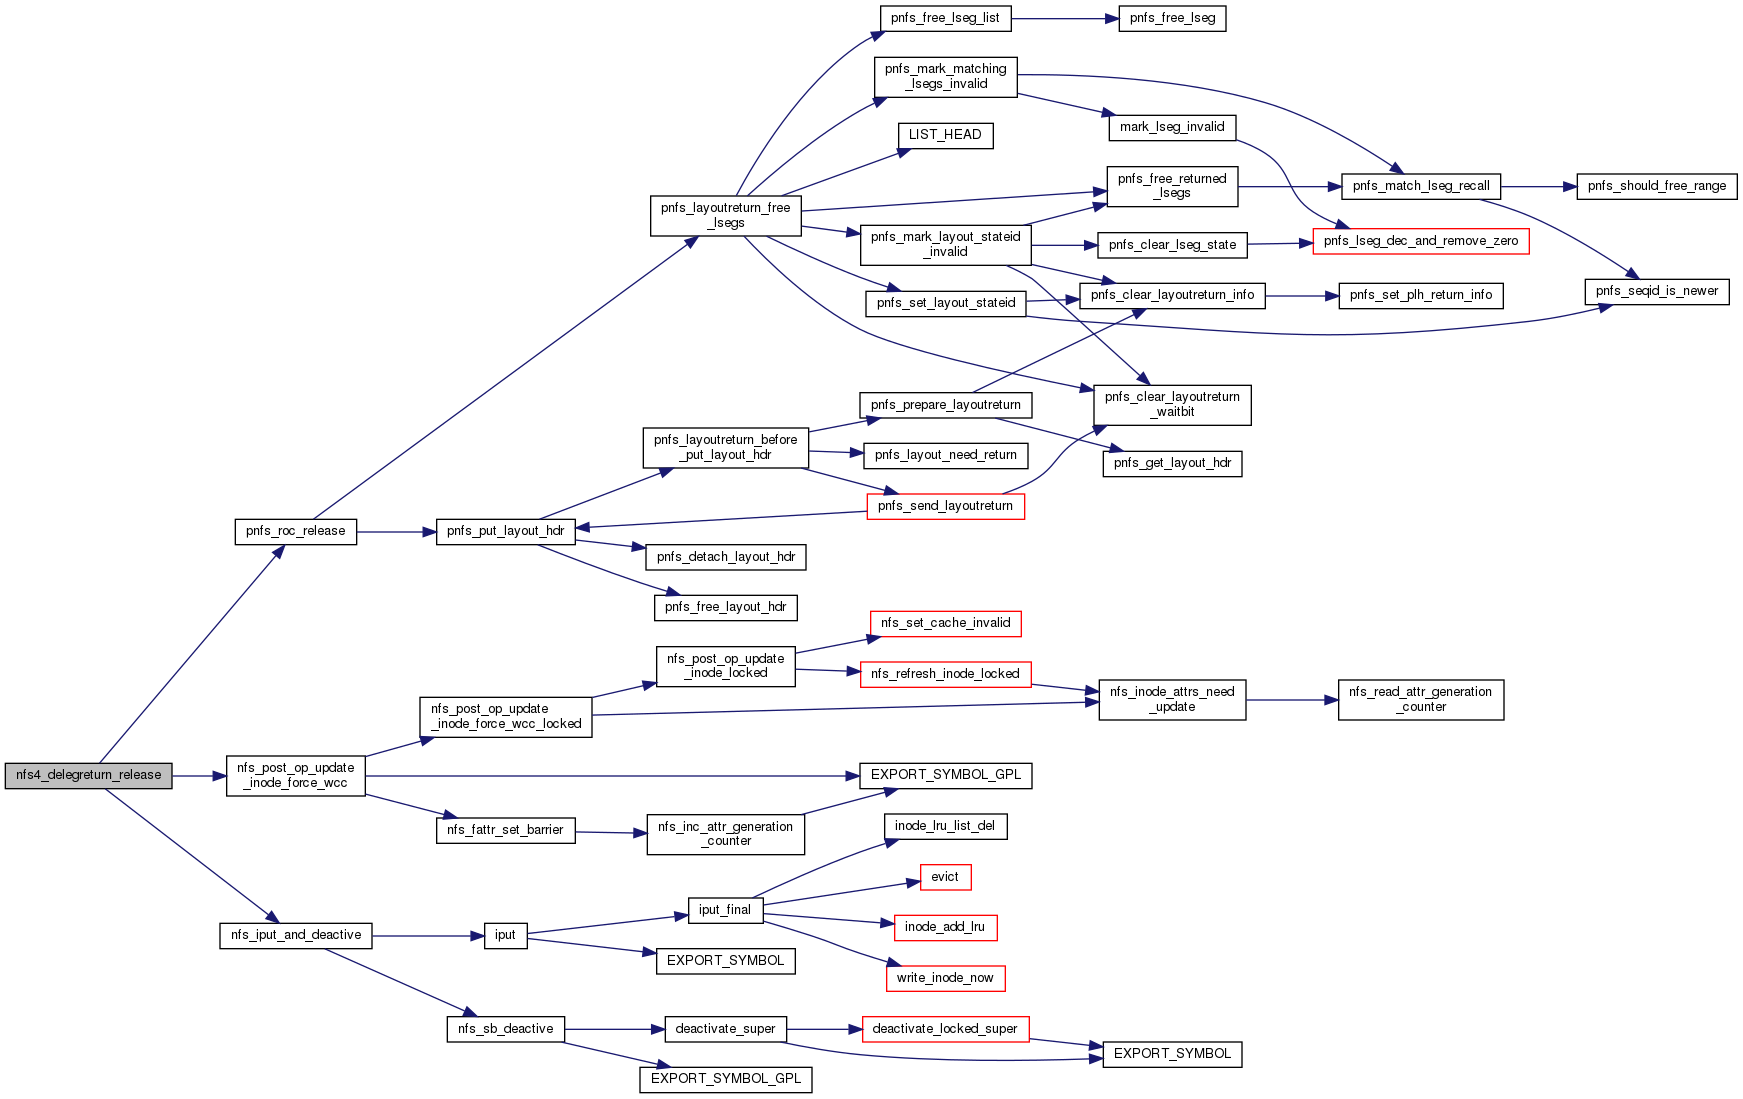 pnfs_free_lseg_list
pnfs_free_lseg
pnfs_mark_matching
_lsegs_invalid
mark_lseg_invalid
LIST_HEAD
pnfs_free_returned
_lsegs
pnfs_match_lseg_recall
pnfs_should_free_range
pnfs_layoutreturn_free
_lsegs
pnfs_mark_layout_stateid
_invalid
pnfs_clear_lseg_state
pnfs_lseg_dec_and_remove_zero
pnfs_set_layout_stateid
pnfs_clear_layoutreturn_info
pnfs_set_plh_return_info
pnfs_seqid_is_newer
pnfs_prepare_layoutreturn
pnfs_clear_layoutreturn
_waitbit
pnfs_layoutreturn_before
_put_layout_hdr
pnfs_layout_need_return
pnfs_get_layout_hdr
pnfs_send_layoutreturn
pnfs_roc_release
pnfs_put_layout_hdr
pnfs_detach_layout_hdr
pnfs_free_layout_hdr
nfs_set_cache_invalid
nfs_post_op_update
_inode_locked
nfs_refresh_inode_locked
nfs_inode_attrs_need
_update
nfs_read_attr_generation
_counter
nfs_post_op_update
_inode_force_wcc_locked
nfs4_delegreturn_release
nfs_post_op_update
_inode_force_wcc
EXPORT_SYMBOL_GPL
nfs_fattr_set_barrier
nfs_inc_attr_generation
_counter
inode_lru_list_del
evict
iput_final
inode_add_lru
nfs_iput_and_deactive
iput
EXPORT_SYMBOL
write_inode_now
nfs_sb_deactive
deactivate_super
deactivate_locked_super
EXPORT_SYMBOL
EXPORT_SYMBOL_GPL